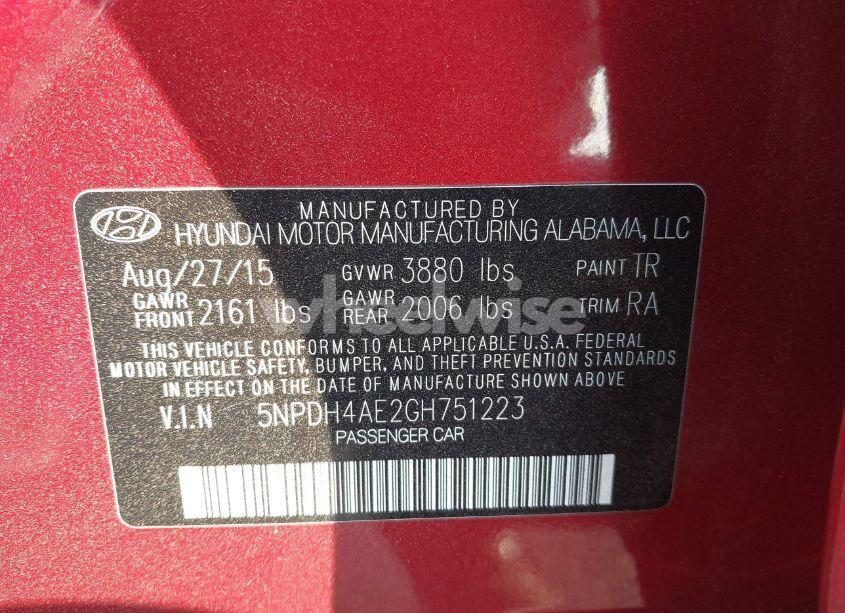 MANUFACTURED BY
HYUNDAI MOTOR MANUFACTURING ALABAMA, LLC
Aug/27/15 GVWR 3880 lbs PAINT TR
GAWR FRONT 2161 lbs GAWR REAR 2006 lbs TRIM RA
wheelwise
THIS VEHICLE CONFORMS TO ALL APPLICABLE U.S.A. FEDERAL
MOTOR VEHICLE SAFETY, BUMPER, AND THEFT PREVENTION STANDARDS
IN EFFECT ON THE DATE OF MANUFACTURE SHOWN ABOVE
V.I.N 5NPDH4AE2GH751223
PASSENGER CAR